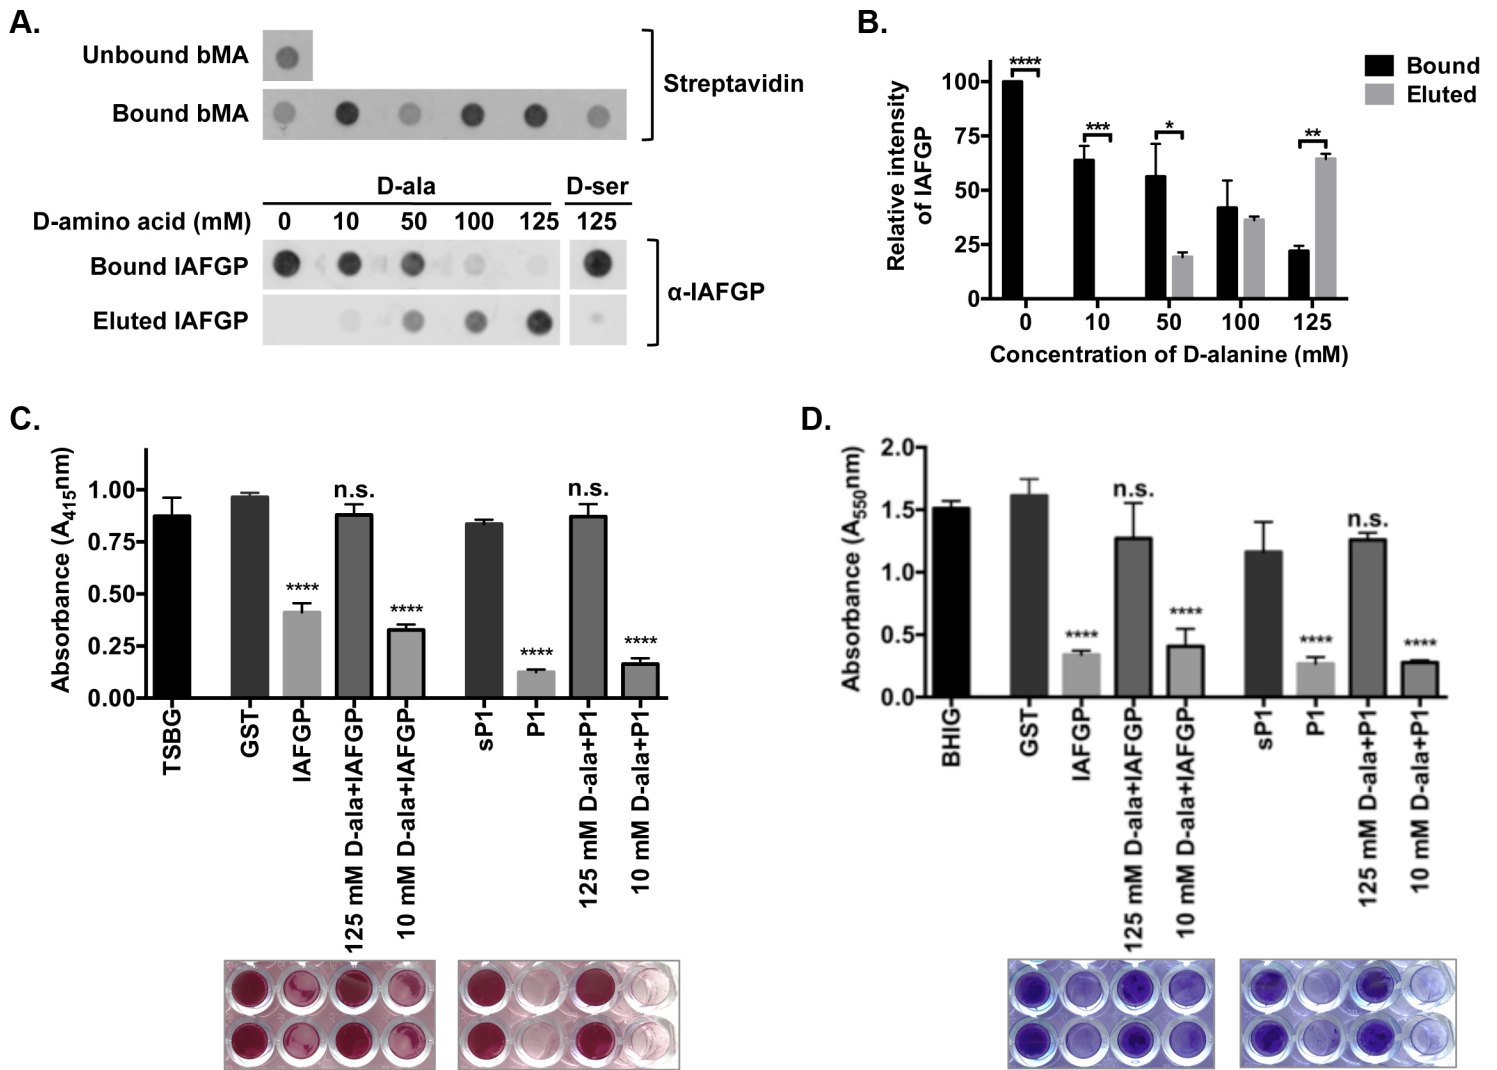 A.
Unbound bMA
Bound bMA
Streptavidin
D-ala D-ser
D-amino acid (mM) 0 10 50 100 125 125
Bound IAFGP
Eluted IAFGP
α-IAFGP
B.
Relative intensity
of IAFGP
100
75
50
25
0
**** *** * **
Bound
Eluted
0 10 50 100 125
Concentration of D-alanine (mM)
C.
Absorbance (A415nm)
1.00
0.75
0.50
0.25
0.00
**** n.s. **** **** n.s. ****
TSBG
GST
IAFGP
125 mM D-ala+IAFGP
10 mM D-ala+IAFGP
sP1
P1
125 mM D-ala+P1
10 mM D-ala+P1
D.
Absorbance (A550nm)
2.0
1.5
1.0
0.5
0.0
**** n.s. **** **** n.s. ****
BHIG
GST
IAFGP
125 mM D-ala+IAFGP
10 mM D-ala+IAFGP
sP1
P1
125 mM D-ala+P1
10 mM D-ala+P1